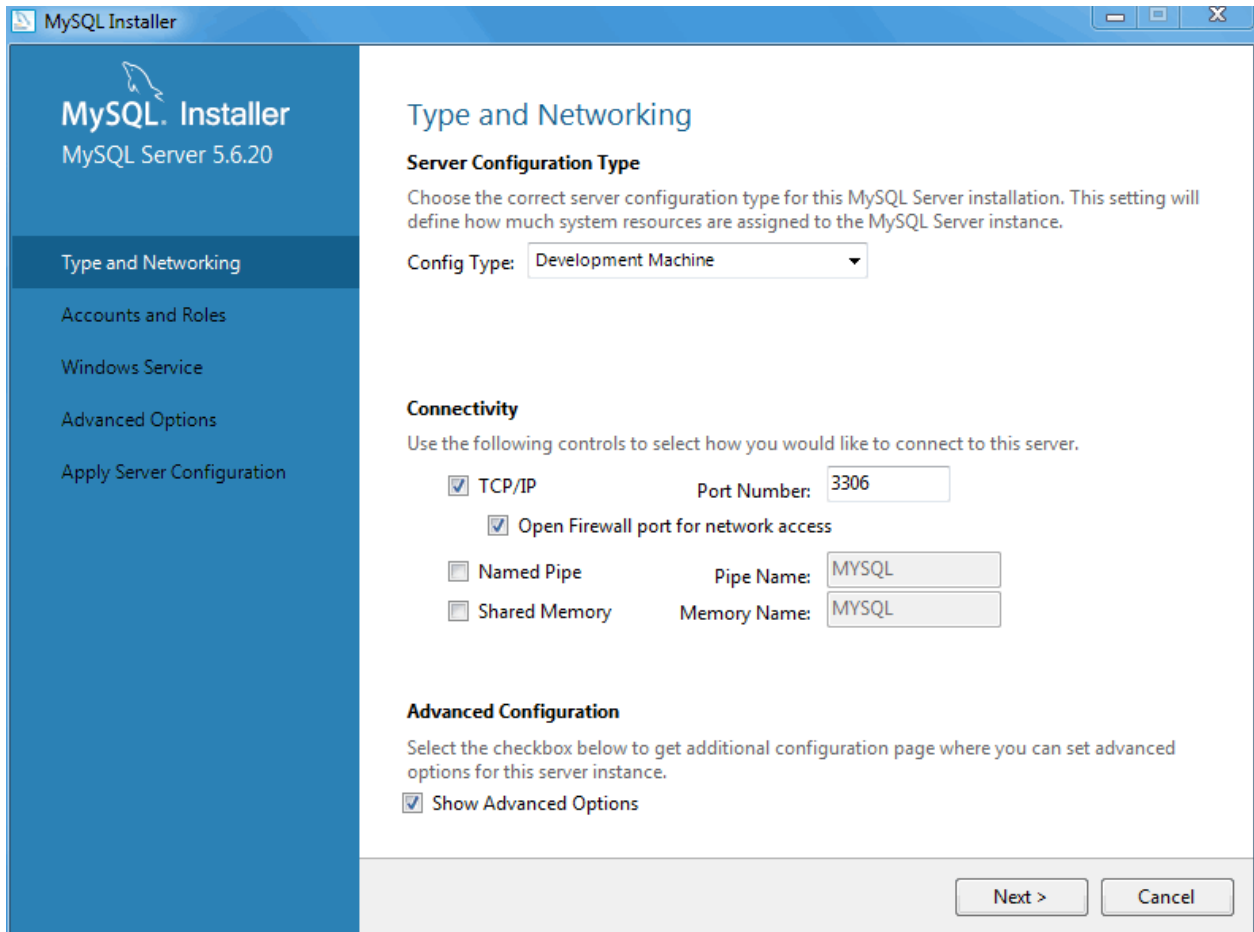 MySQL Installer
MySQL. Installer
MySQL Server 5.6.20
Type and Networking
Accounts and Roles
Windows Service
Advanced Options
Apply Server Configuration
Type and Networking
Server Configuration Type
Choose the correct server configuration type for this MySQL Server installation. This setting will
define how much system resources are assigned to the MySQL Server instance.
Config Type: Development Machine
Connectivity
Use the following controls to select how you would like to connect to this server.
TCP/IP Port Number: 3306
Open Firewall port for network access
Named Pipe Pipe Name: MYSQL
Shared Memory Memory Name: MYSQL
Advanced Configuration
Select the checkbox below to get additional configuration page where you can set advanced
options for this server instance.
Show Advanced Options
Next > Cancel